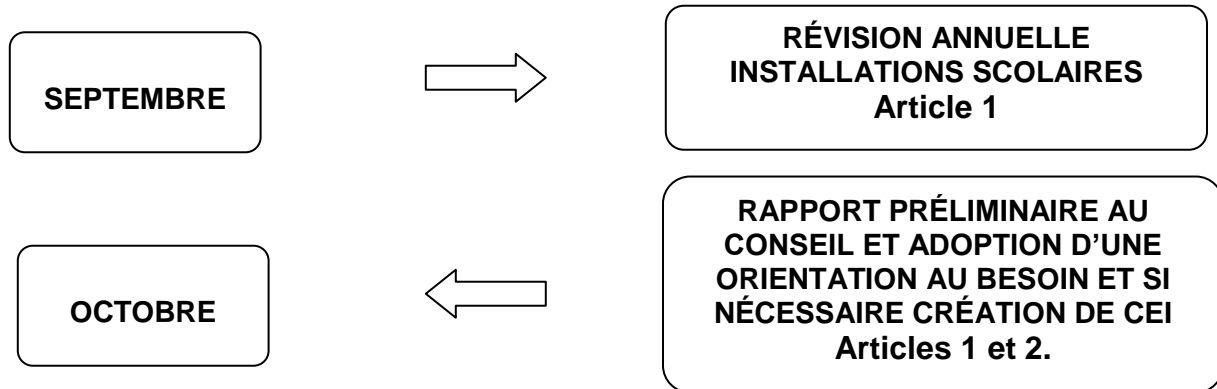 SEPTEMBRE
RÉVISION ANNUELLE
INSTALLATIONS SCOLAIRES
Article 1
OCTOBRE
RAPPORT PRÉLIMINAIRE AU
CONSEIL ET ADOPTION D’UNE
ORIENTATION AU BESOIN ET SI
NÉCESSAIRE CRÉATION DE CEI
Articles 1 et 2.